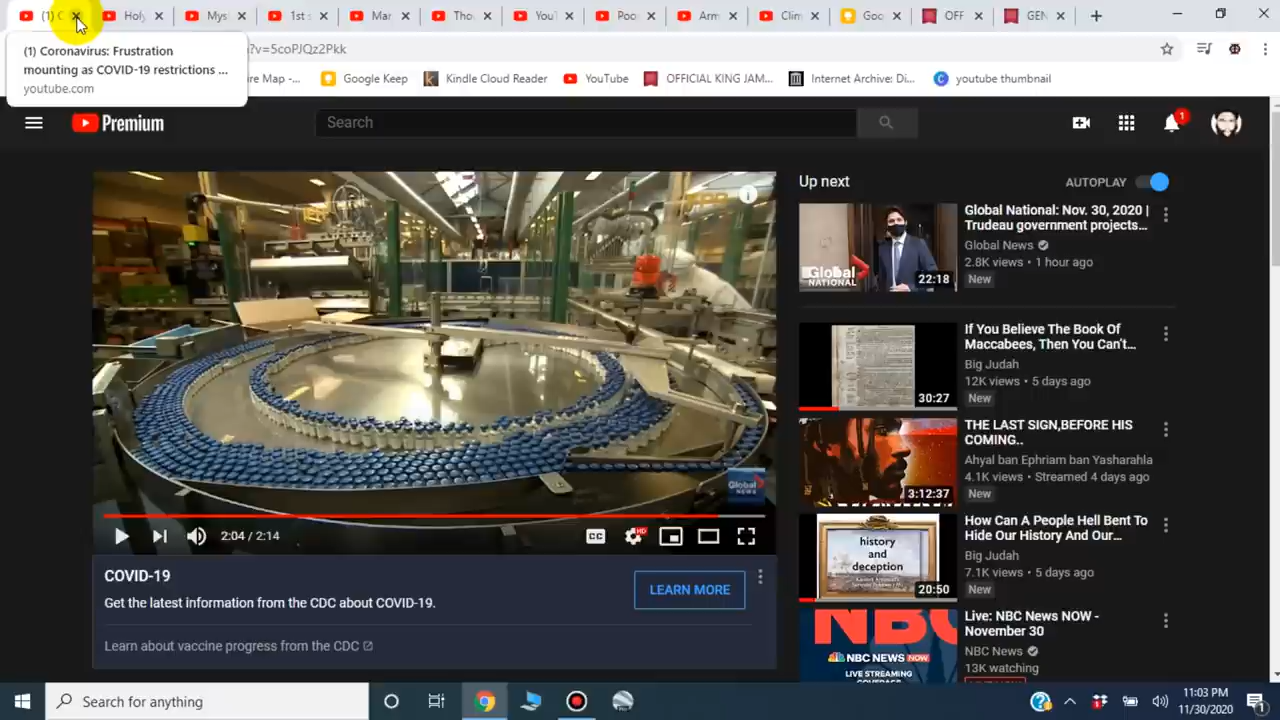 (1) C
Holy
Myst
1st s
Mar
Tho
YouT
Poo
Arm
Clim
Goo
OFF
GEN
(1) Coronavirus: Frustration
mounting as COVID-19 restrictions ...
youtube.com
?v=5coPJQz2Pkk
re Map -...
Google Keep
Kindle Cloud Reader
YouTube
OFFICIAL KING JAM...
Internet Archive: Di...
youtube thumbnail
Premium
Search
1
Up next
AUTOPLAY
Global
NATIONAL
22:18
Global National: Nov. 30, 2020 |
Trudeau government projects...
Global News
2.8K views • 1 hour ago
New
30:27
If You Believe The Book Of
Maccabees, Then You Can't...
Big Judah
12K views • 5 days ago
New
3:12:37
THE LAST SIGN,BEFORE HIS
COMING..
Ahyal ban Ephriam ban Yasharahla
4.1K views • Streamed 4 days ago
New
history
and
deception
20:50
How Can A People Hell Bent To
Hide Our History And Our...
Big Judah
7.1K views • 5 days ago
New
NBC
NBC NEWS NOW
LIVE STREAMING
Live: NBC News NOW -
November 30
NBC News
13K watching
Global
NEWS
2:04 / 2:14
CC
HD
COVID-19
Get the latest information from the CDC about COVID-19.
LEARN MORE
Learn about vaccine progress from the CDC
Search for anything
11:03 PM
11/30/2020
1